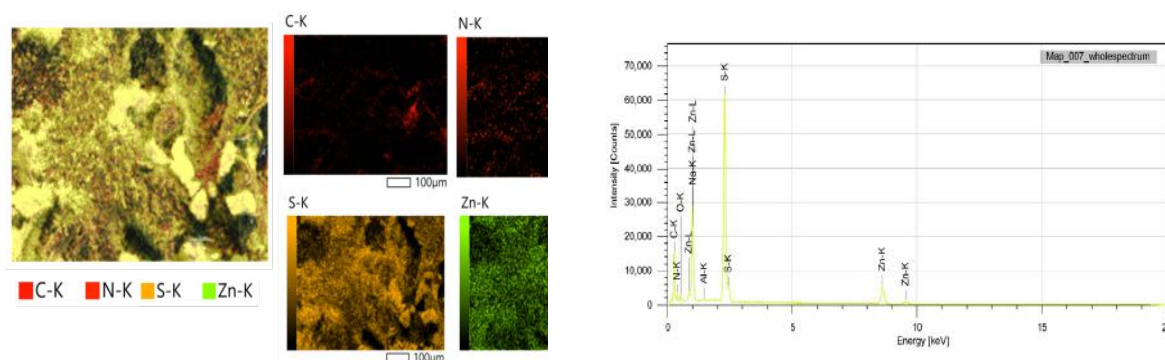 C-K
N-K
100μm
S-K
Zn-K
100μm
C-K N-K S-K Zn-K
Map_007_wholespectrum
Intensity [Counts]
70,000
60,000
50,000
40,000
30,000
20,000
10,000
0
C-K
N-K
O-K
Zn-L
Na-K Zn-L Zn-L
Al-K
S-K
S-K
Zn-K
Zn-K
0 5 10 15 2
Energy [keV]